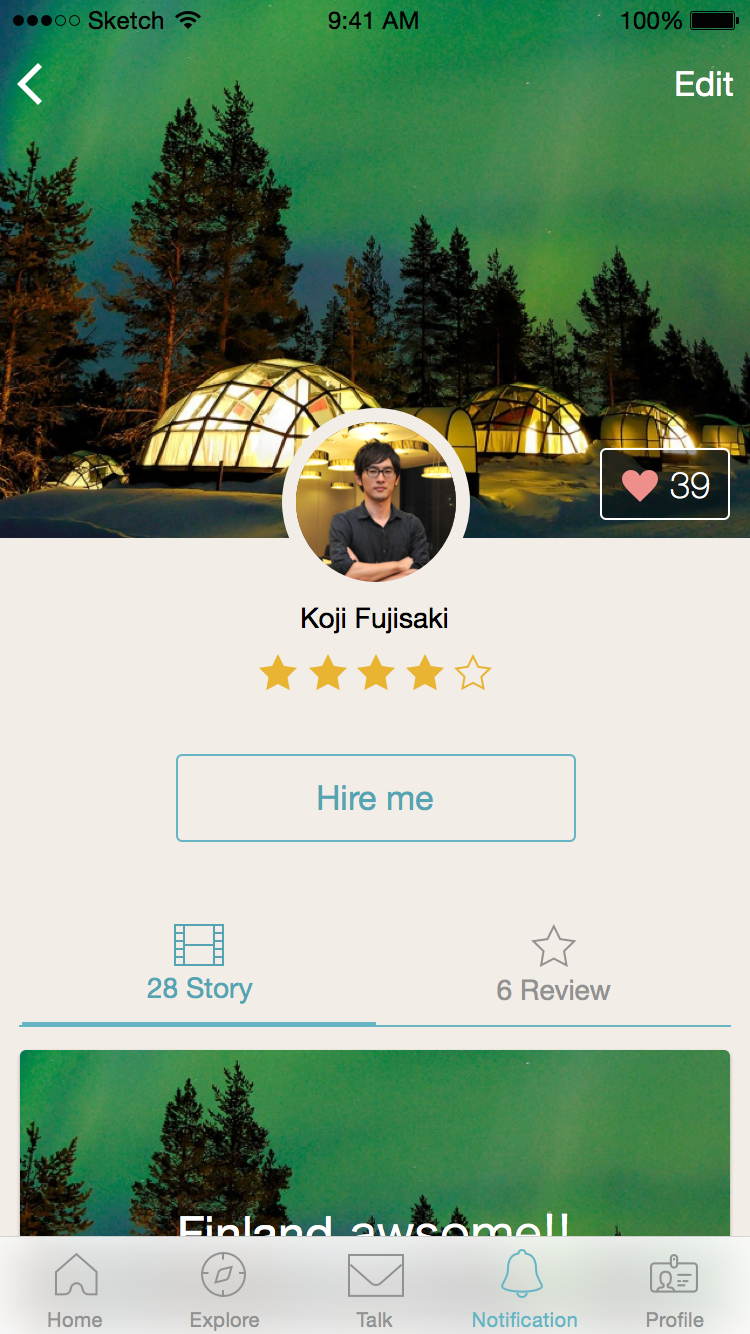 Sketch 9:41 AM 100%
Edit
39
Koji Fujisaki
Hire me
28 Story 6 Review
Finland awsome!!
Home Explore Talk Notification Profile